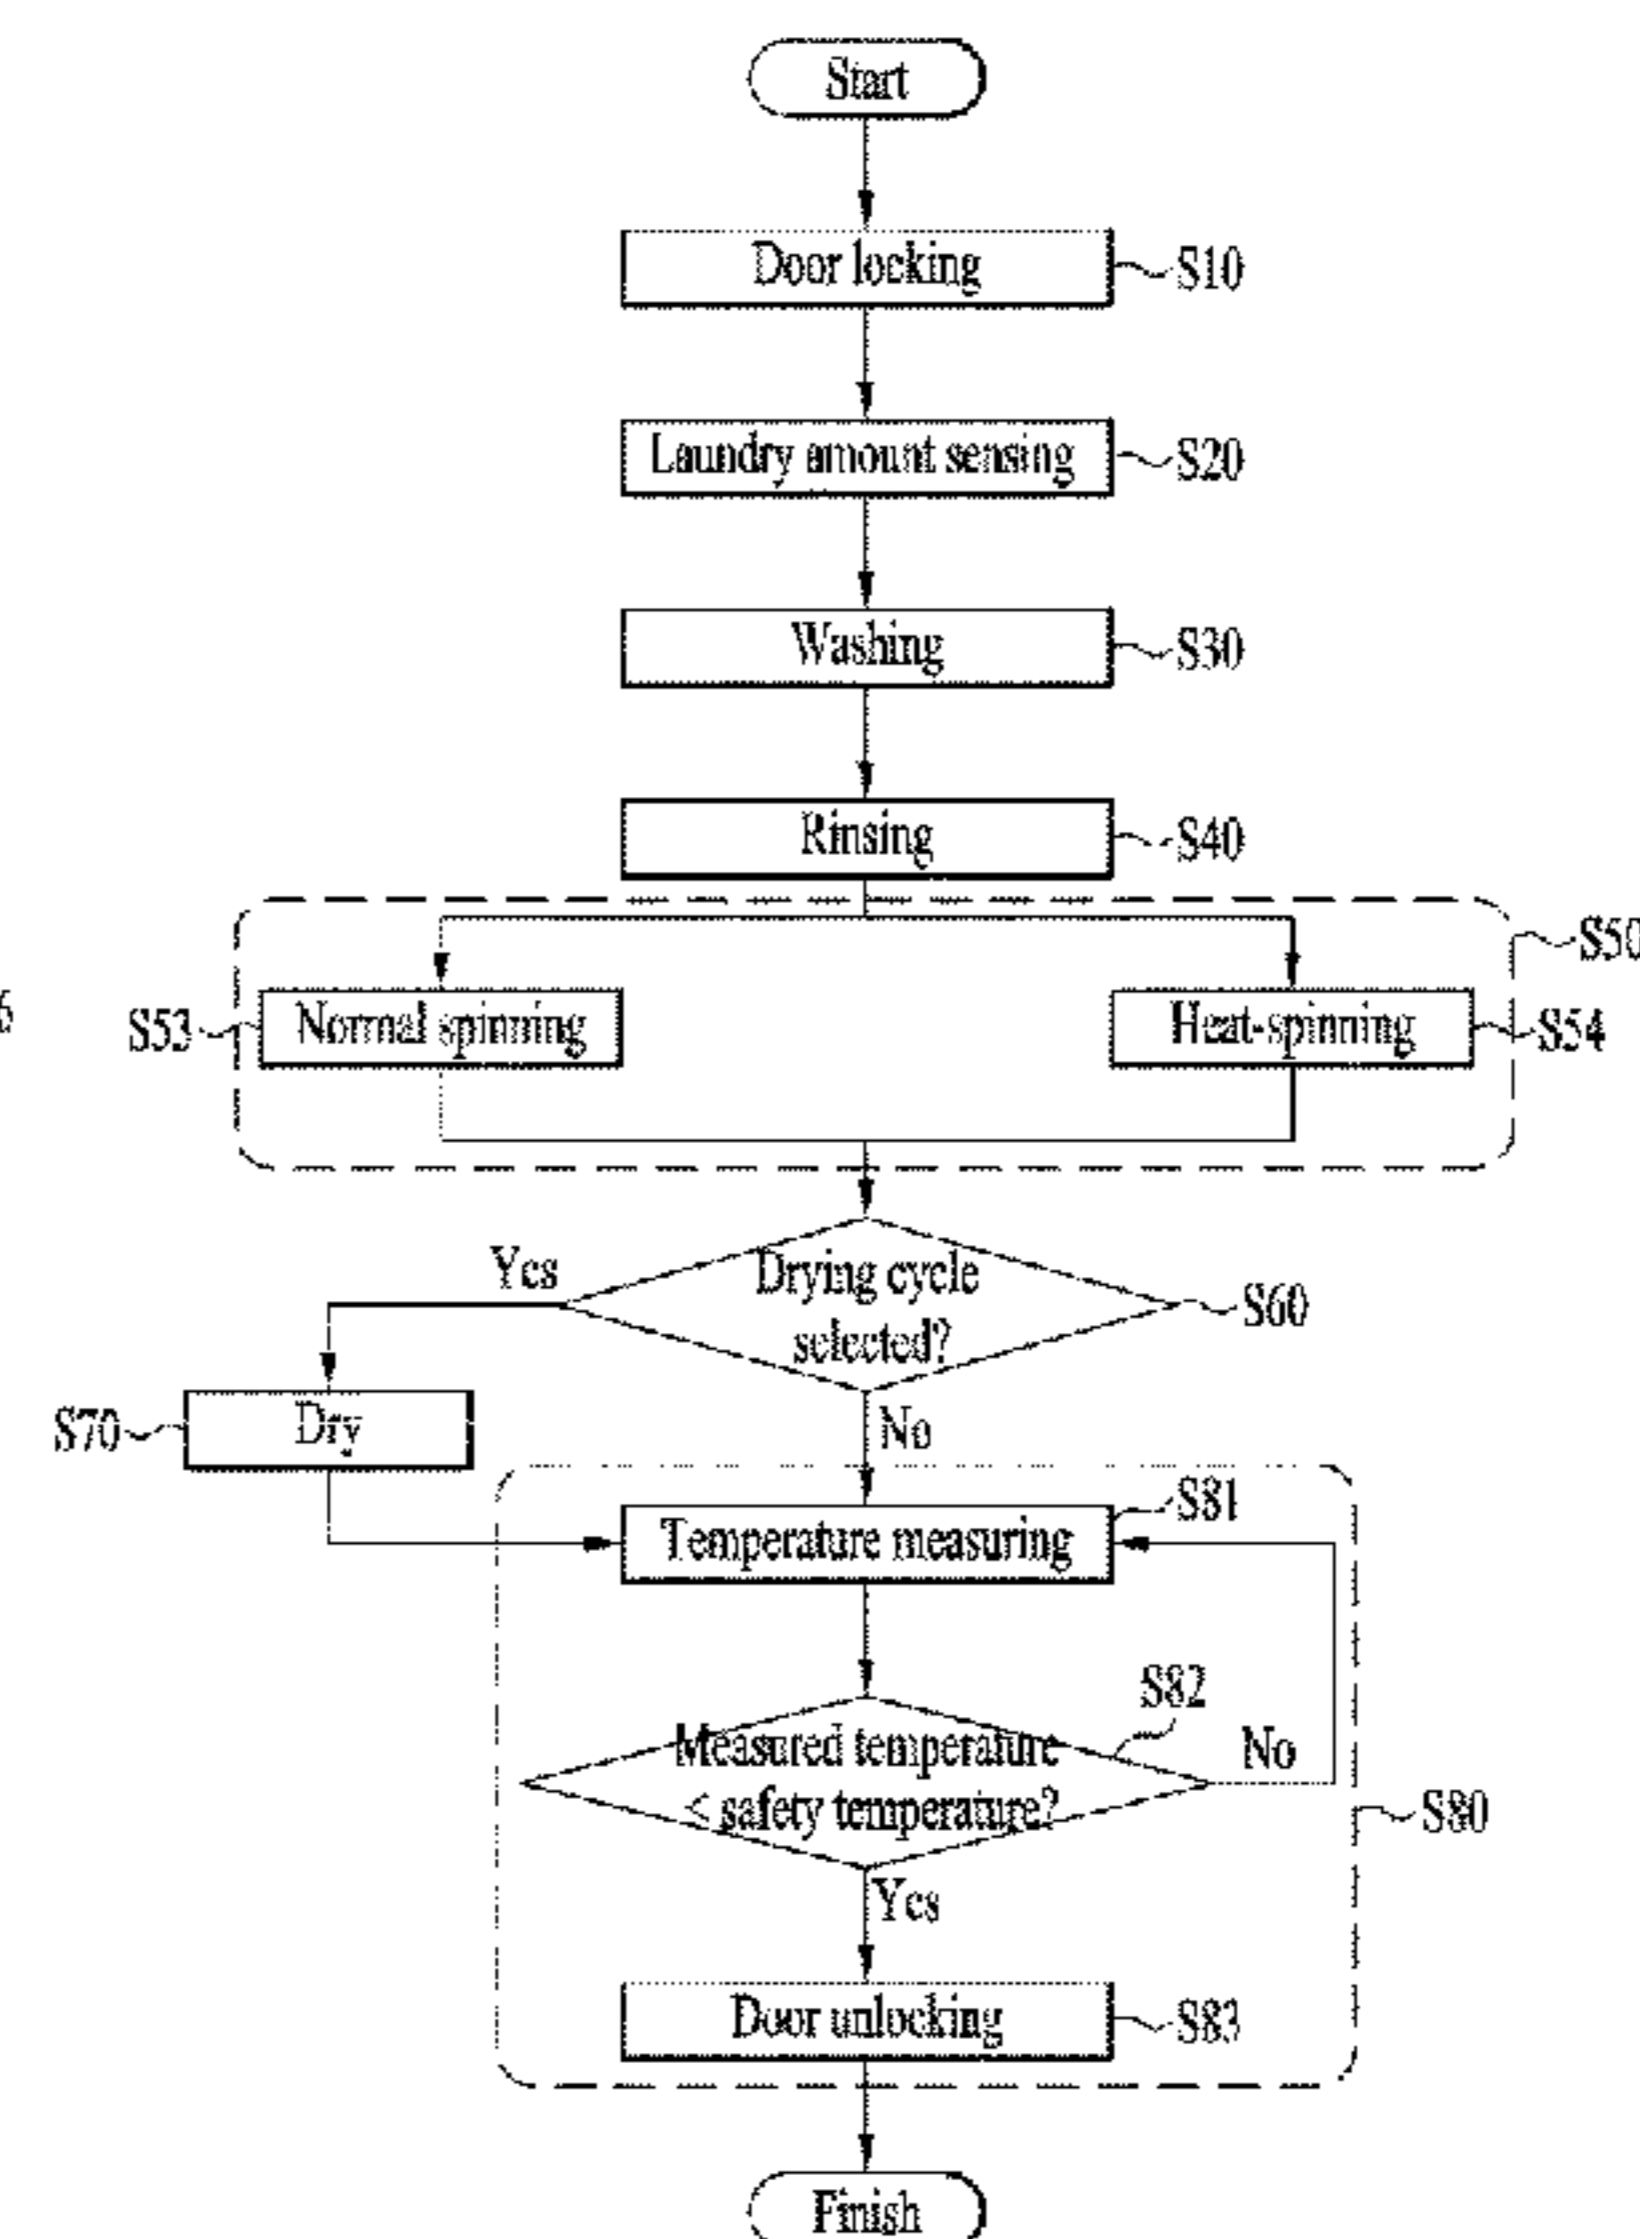 Start
Door locking
S10
Laundry amount sensing
S20
Washing
S30
Rinsing
S40
S50
6
S53
Normal spinning
Heat-spinning
S54
Yes
Drying cycle
selected?
S60
S70
Dry
No
S81
Temperature measuring
S82
Measured temperature
< safety temperature?
No
S80
Yes
Door unlocking
S83
Finish